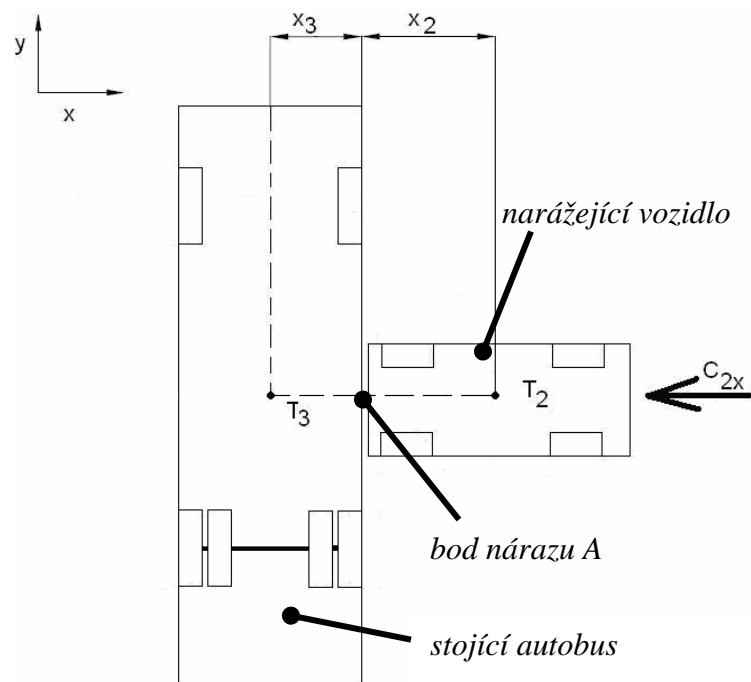 x3
x2
y
x
narážející vozidlo
C2x
T3
T2
bod nárazu A
stojící autobus